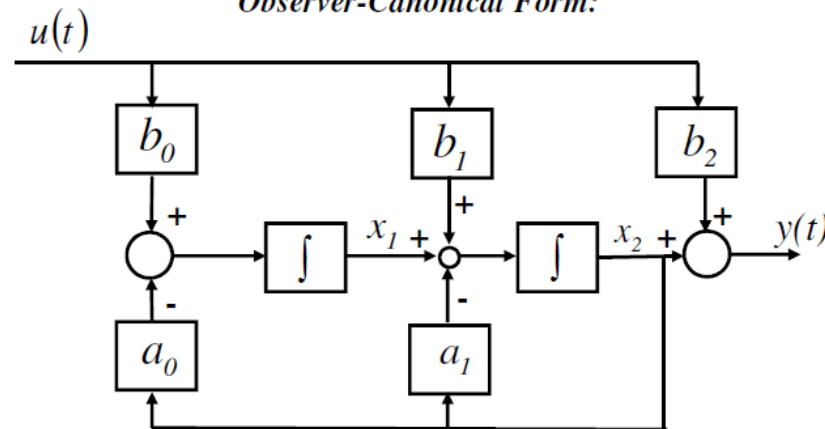 Observer-Canonical Form:
u(t)
b₀ b₁ b₂
+ + +
∫ x₁ + ∫ x₂ + y(t)
- -
a₀ a₁